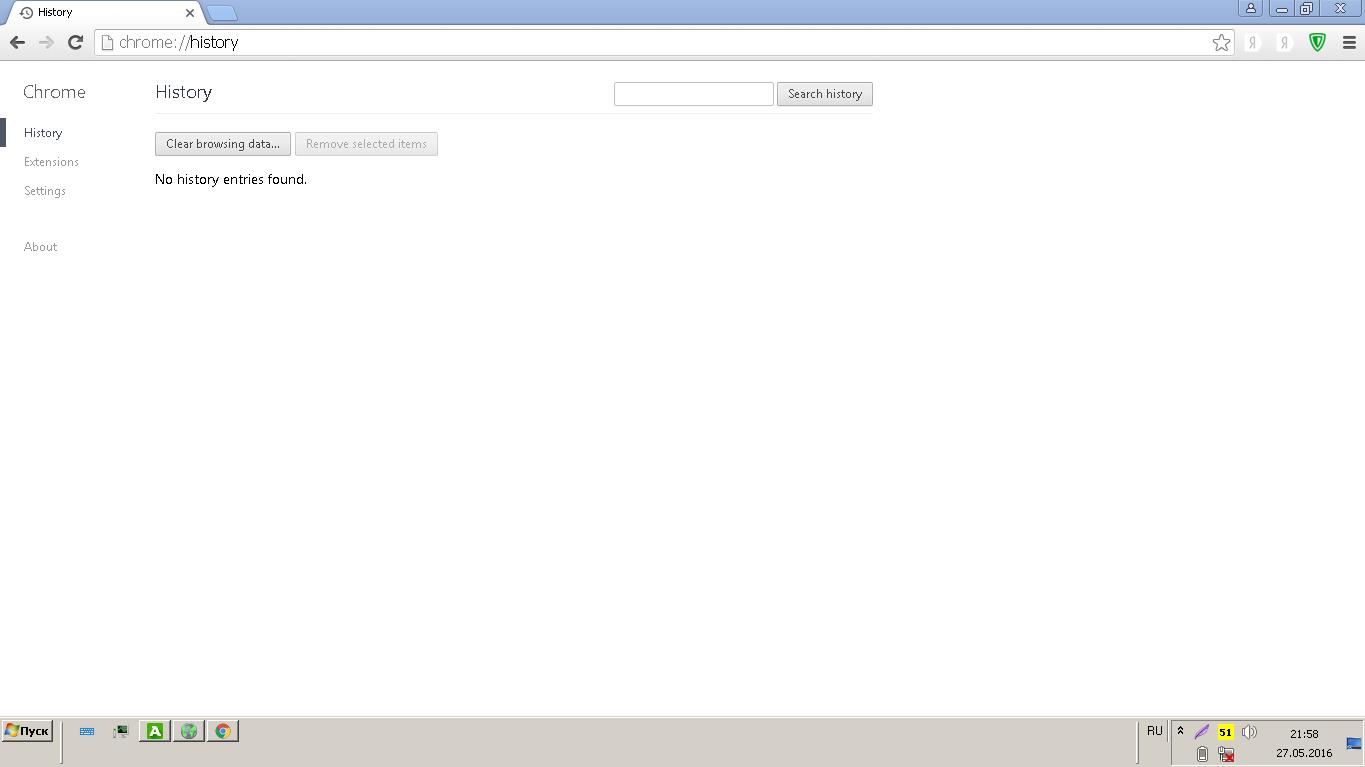 History
chrome://history
Я Я
Chrome
History
Search history
History
Clear browsing data...
Remove selected items
Extensions
No history entries found.
Settings
About
Пуск
A
RU
51
21:58
27.05.2016